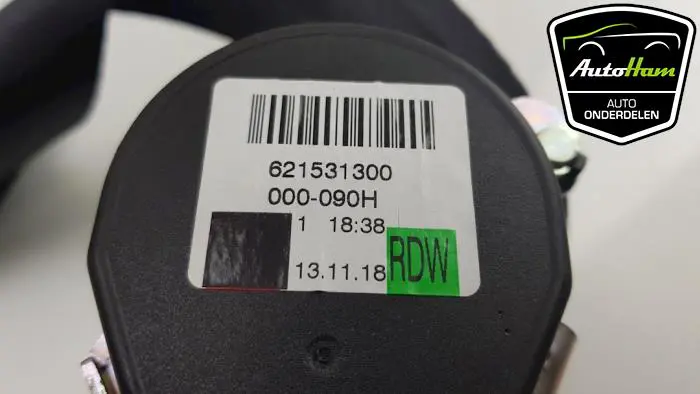 AutoHam
AUTO
ONDERDELEN
621531300
000-090H
1 18:38
13.11.18
RDW